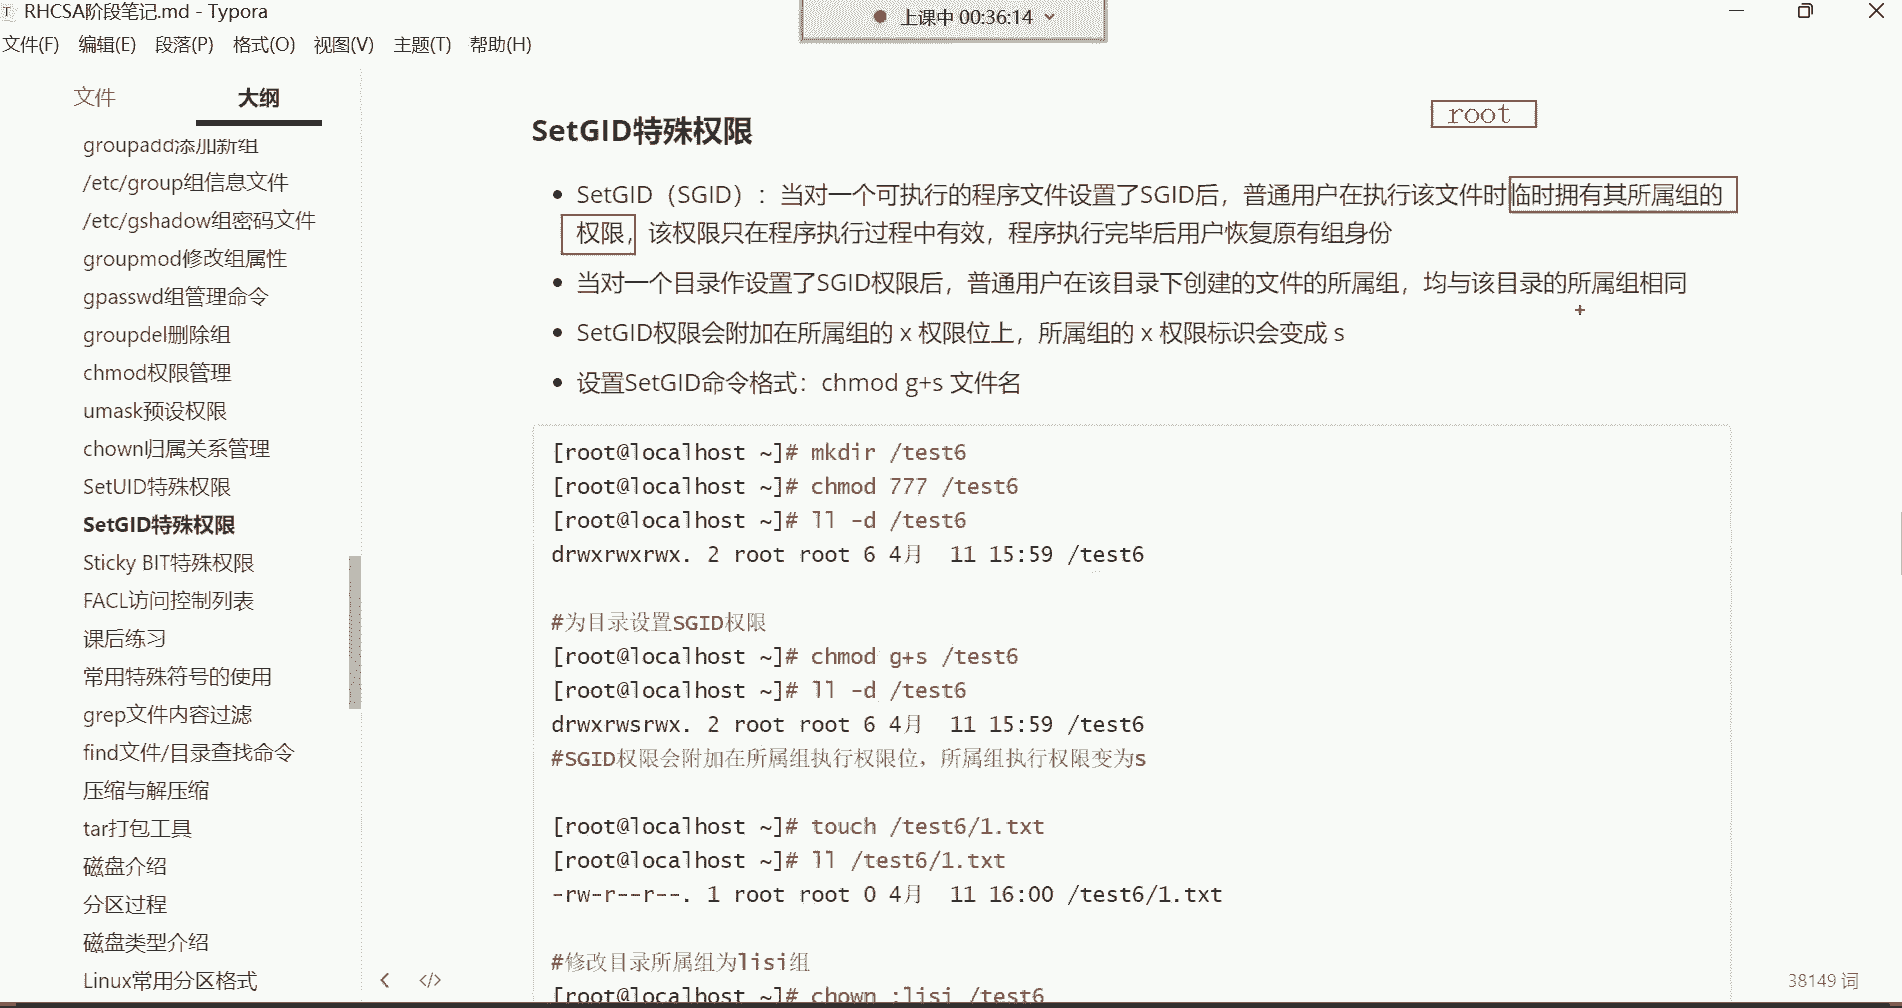 RHCSA阶段笔记.md - Typora
上课中 00:36:14
文件(F) 编辑(E) 段落(P) 格式(O) 视图(V) 主题(T) 帮助(H)
文件 大纲
groupadd添加新组
/etc/group组信息文件
/etc/gshadow组密码文件
groupmod修改组属性
gpasswd组管理命令
groupdel删除组
chmod权限管理
umask预设权限
chown归属关系管理
SetUID特殊权限
SetGID特殊权限
Sticky BIT特殊权限
FACL访问控制列表
课后练习
常用特殊符号的使用
grep文件内容过滤
find文件/目录查找命令
压缩与解压缩
tar打包工具
磁盘介绍
分区过程
磁盘类型介绍
Linux常用分区格式
root
SetGID特殊权限
SetGID（SGID）：当对一个可执行的程序文件设置了SGID后，普通用户在执行该文件时临时拥有其所属组的
权限，该权限只在程序执行过程中有效，程序执行完毕后用户恢复原有组身份
当对一个目录作设置了SGID权限后，普通用户在该目录下创建的文件的所属组，均与该目录的所属组相同
SetGID权限会附加在所属组的 x 权限位上，所属组的 x 权限标识会变成 s
设置SetGID命令格式：chmod g+s 文件名
[root@localhost ~]# mkdir /test6
[root@localhost ~]# chmod 777 /test6
[root@localhost ~]# ll -d /test6
drwxrwxrwx. 2 root root 6 4月 11 15:59 /test6
#为目录设置SGID权限
[root@localhost ~]# chmod g+s /test6
[root@localhost ~]# ll -d /test6
drwxrwsrwx. 2 root root 6 4月 11 15:59 /test6
#SGID权限会附加在所属组执行权限位，所属组执行权限变为s
[root@localhost ~]# touch /test6/1.txt
[root@localhost ~]# ll /test6/1.txt
-rw-r--r--. 1 root root 0 4月 11 16:00 /test6/1.txt
#修改目录所属组为lisi组
[root@localhost ~]# chown :lisi /test6
38149 词